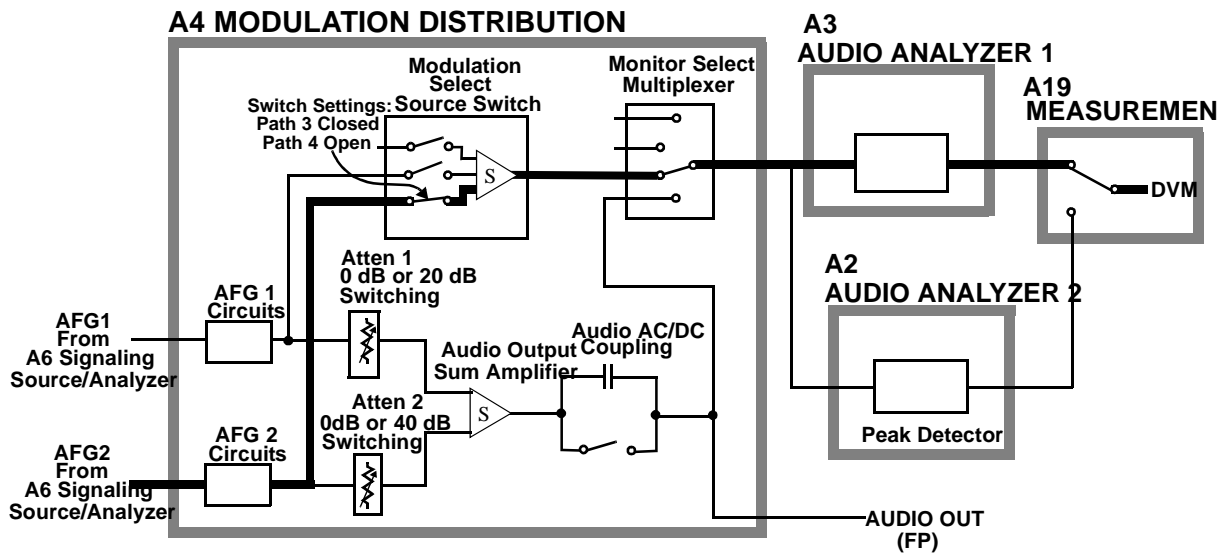 A4 MODULATION DISTRIBUTION
A3
AUDIO ANALYZER 1
A19
MEASUREMEN
Modulation
Select
Source Switch
Switch Settings:
Path 3 Closed
Path 4 Open
S
Monitor Select
Multiplexer
DVM
A2
AUDIO ANALYZER 2
Peak Detector
Atten 1
0 dB or 20 dB
Switching
AFG 1
Circuits
AFG1
From
A6 Signaling
Source/Analyzer
Audio Output
Sum Amplifier
S
Audio AC/DC
Coupling
Atten 2
0dB or 40 dB
Switching
AFG 2
Circuits
AFG2
From
A6 Signaling
Source/Analyzer
AUDIO OUT
(FP)